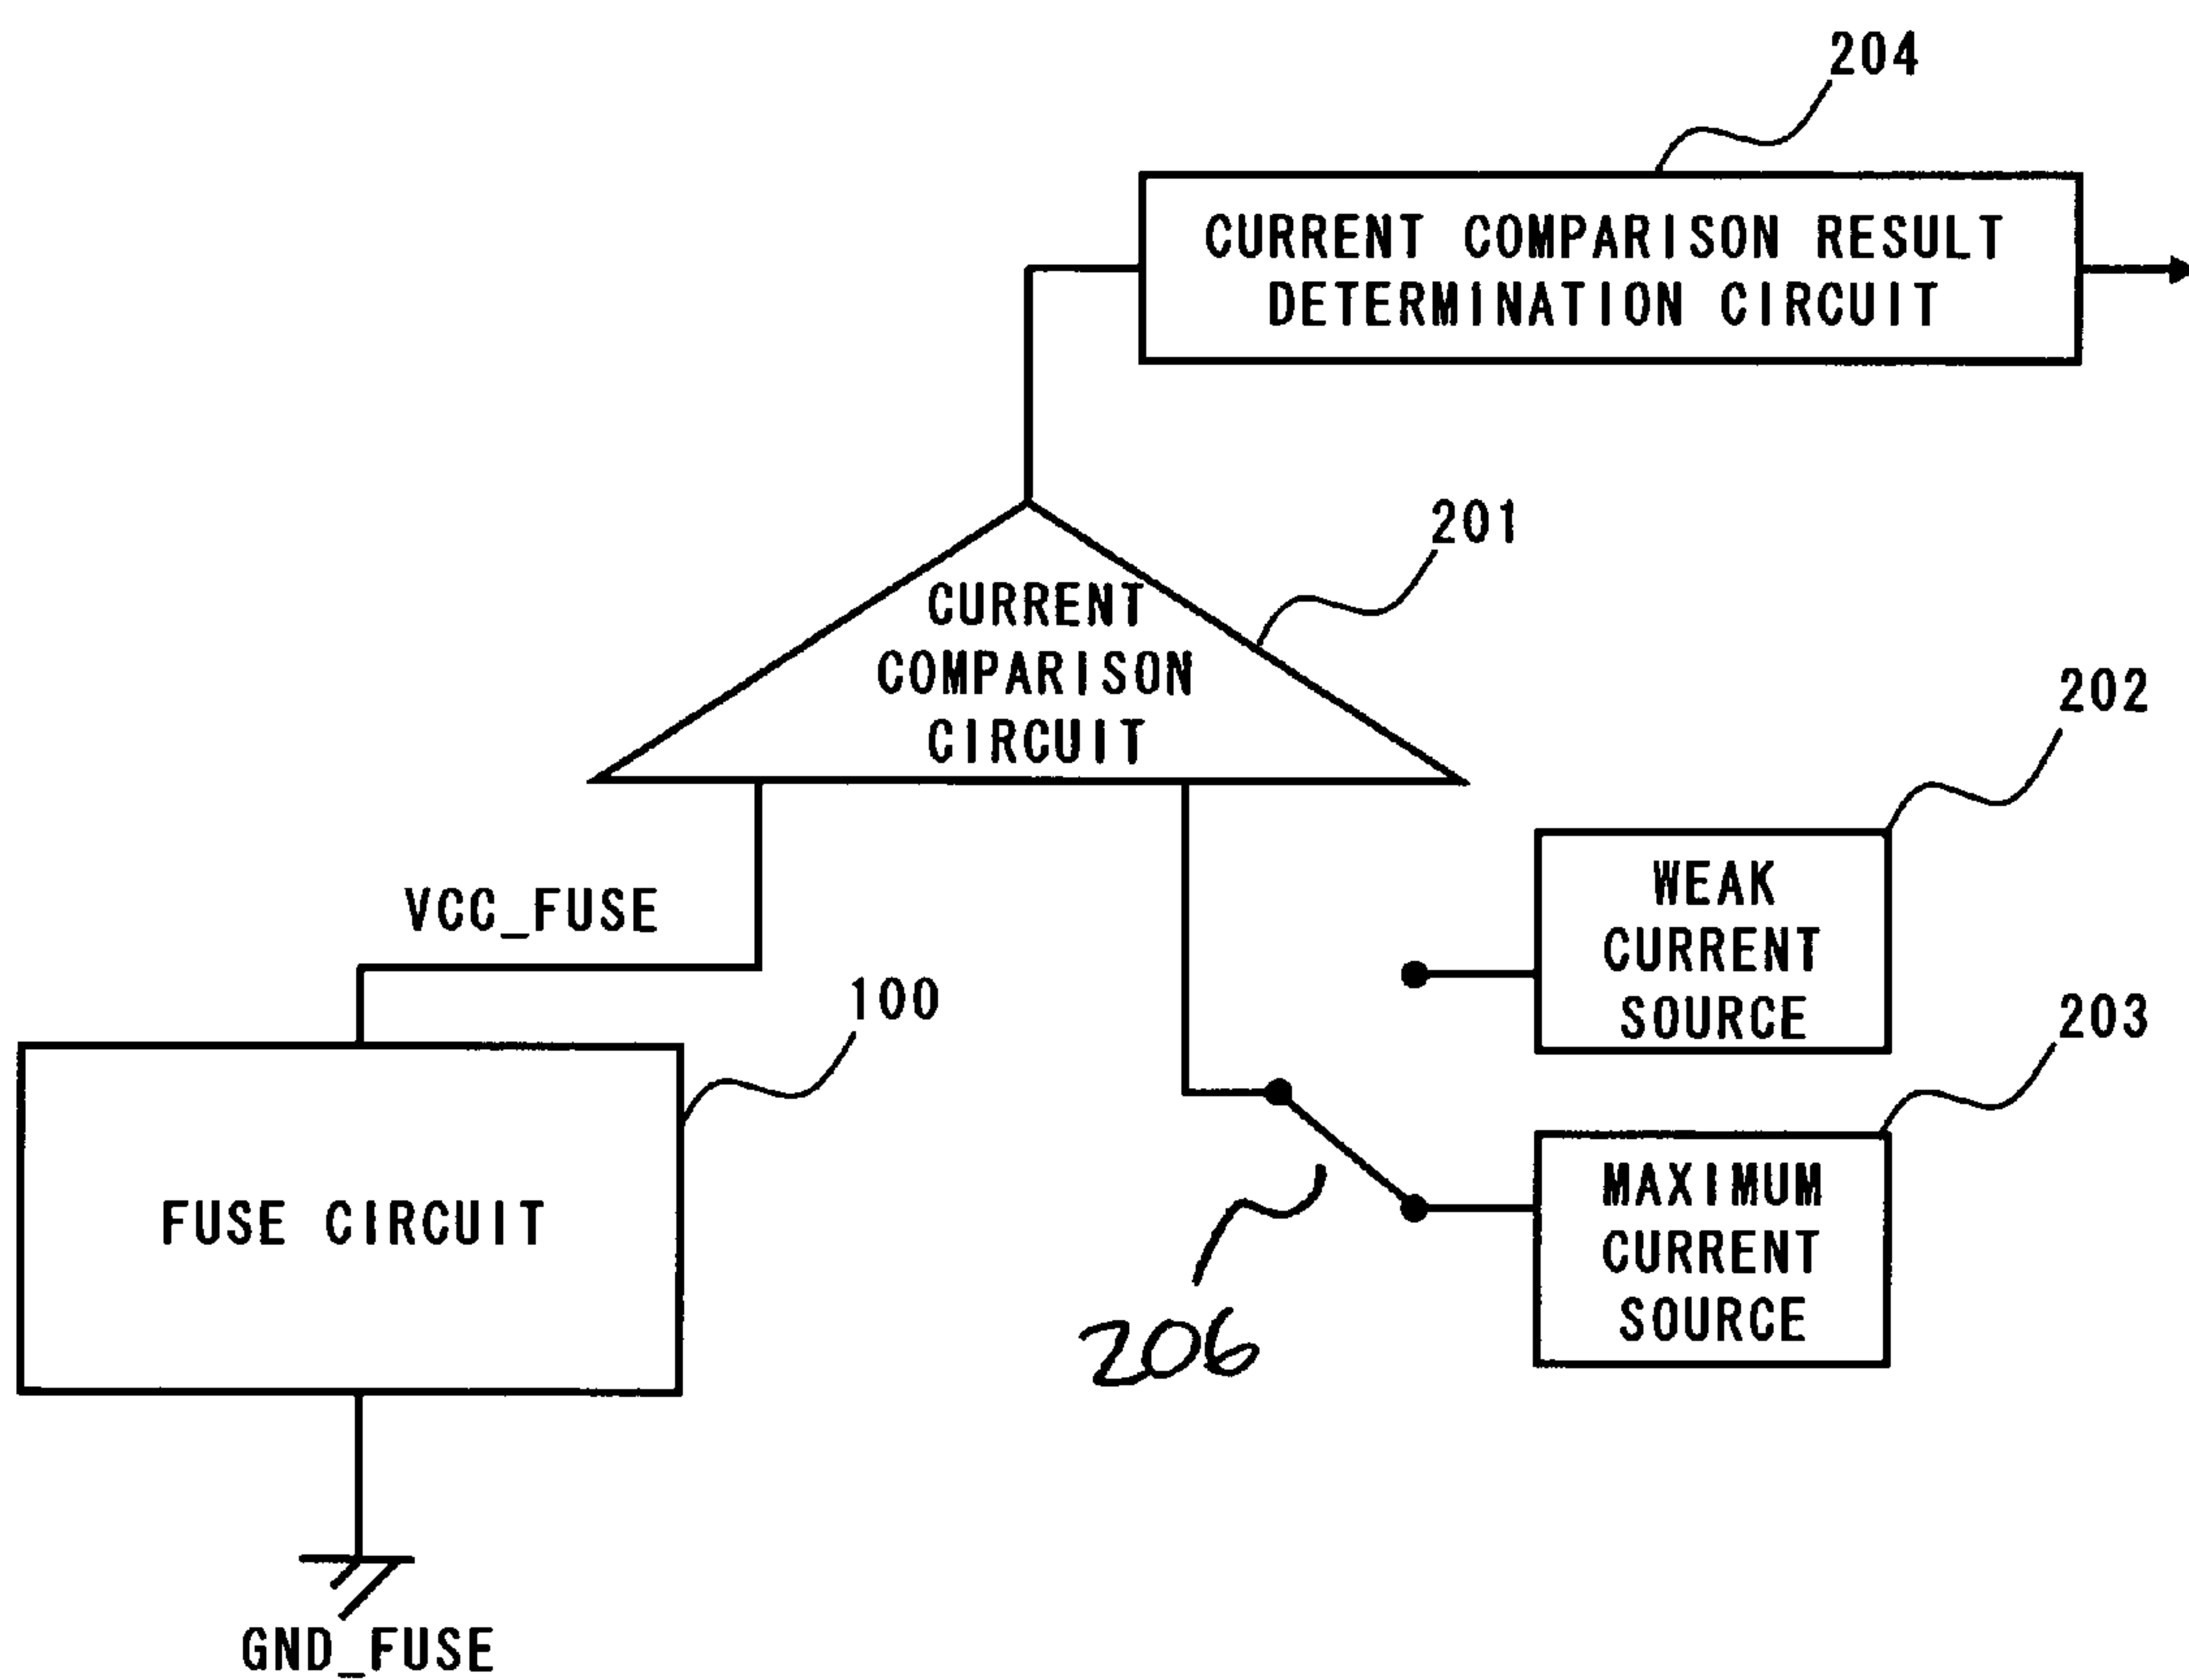 204
CURRENT COMPARISON RESULT
DETERMINATION CIRCUIT
201
CURRENT
COMPARISON
CIRCUIT
202
WEAK
CURRENT
SOURCE
VCC_FUSE
100
203
FUSE CIRCUIT
MAXIMUM
CURRENT
SOURCE
206
GND_FUSE